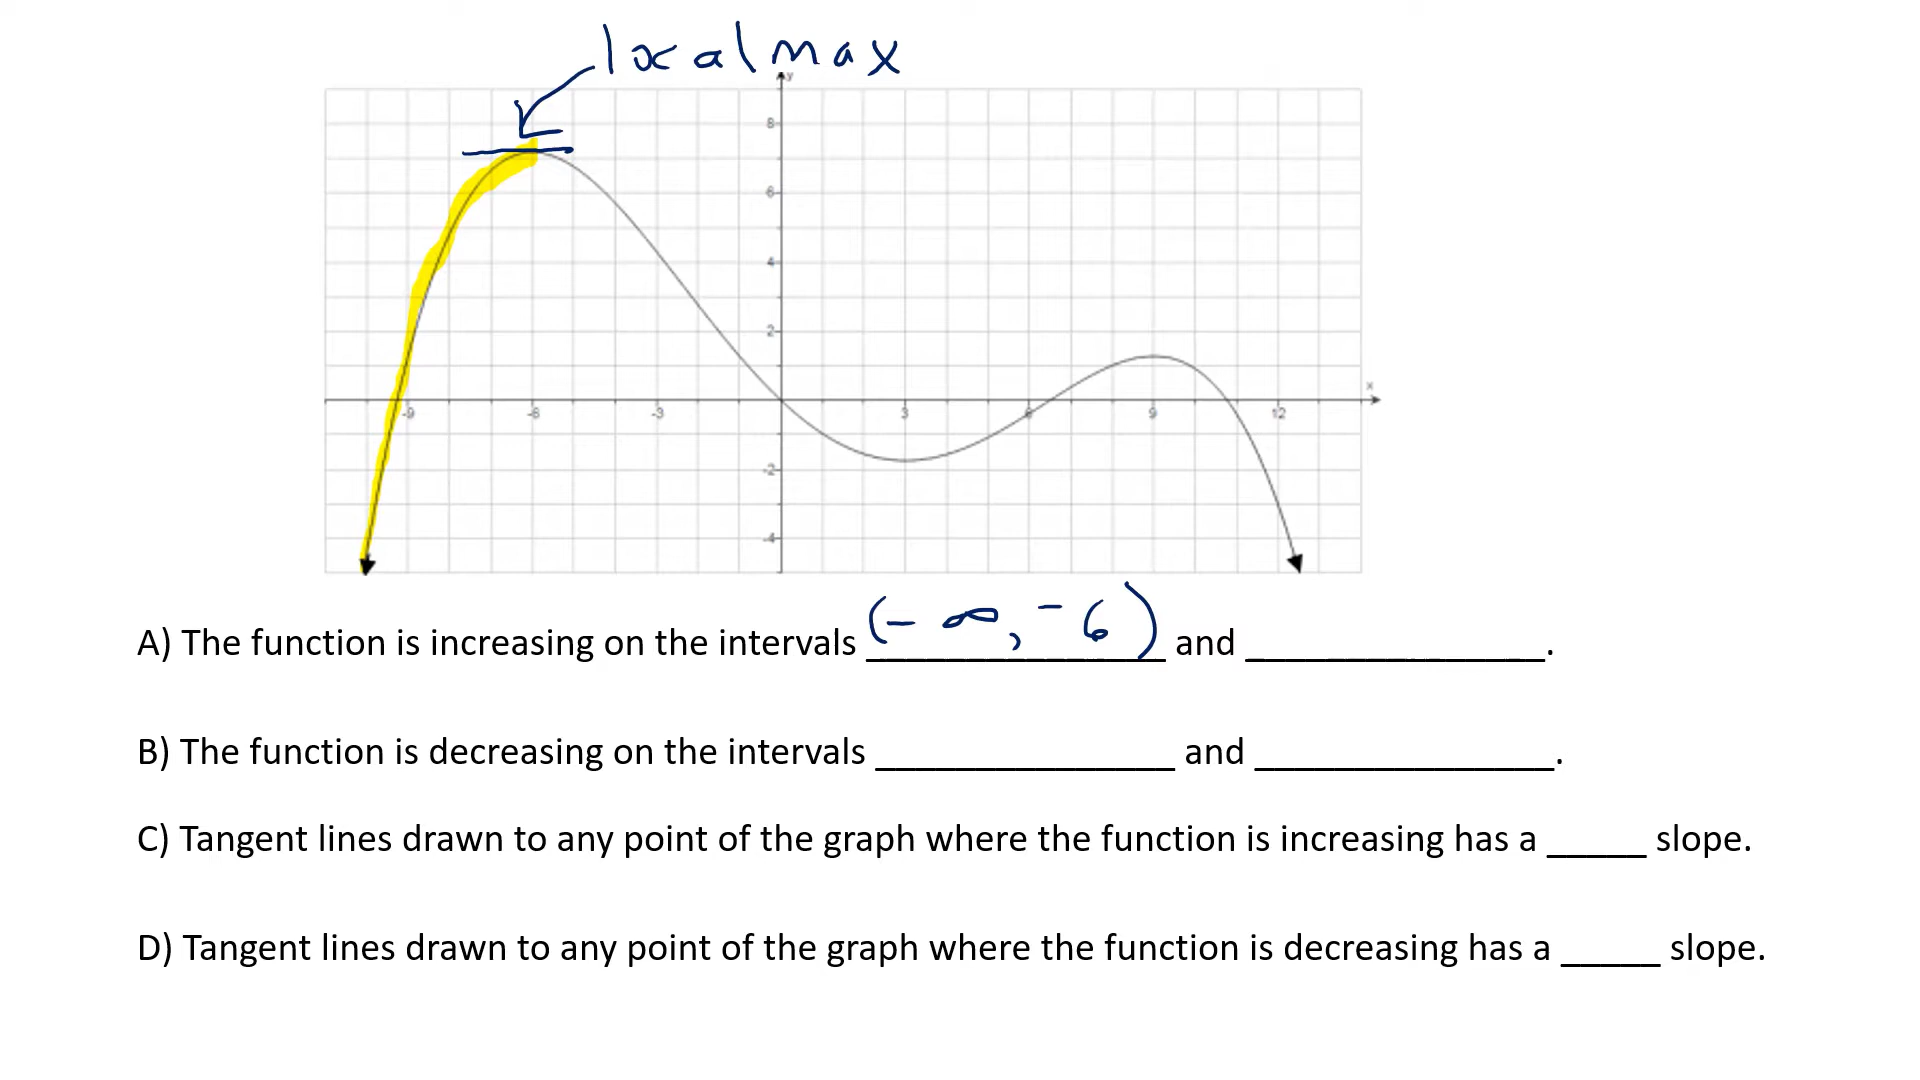 local max
y
8
6
4
2
x
-9 -6 -3 3 6 9 12
-2
-4
A) The function is increasing on the intervals (-∞, -6) and _______________.
B) The function is decreasing on the intervals _______________ and _______________.
C) Tangent lines drawn to any point of the graph where the function is increasing has a _____ slope.
D) Tangent lines drawn to any point of the graph where the function is decreasing has a _____ slope.